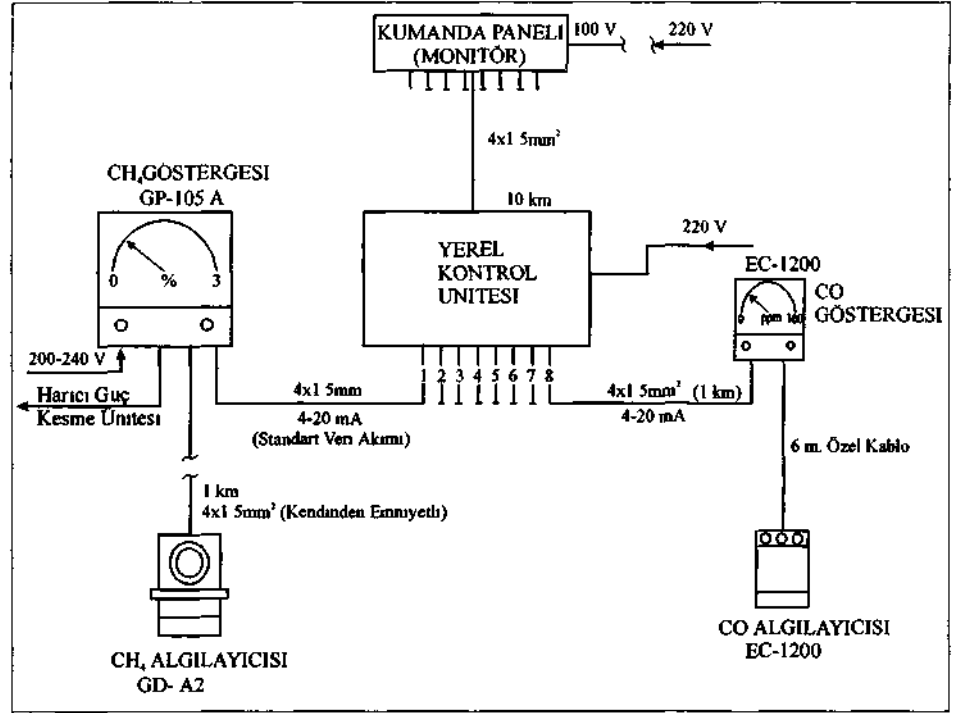 KUMANDA PANELI
(MONITÖR)
100 V
220 V
4x1 5mm²
10 km
CH₄GÖSTERGESI
GP-105 A
0 % 3
200-240 V
Harici Guç
Kesme Ünitesi
YEREL
KONTROL
UNITESI
220 V
EC-1200
CO
GÖSTERGESI
0 ppm 100
1 2 3 4 5 6 7 8
4x1 5mm
4-20 mA
(Standart Veri Akımı)
4x1 5mm² (1 km)
4-20 mA
6 m. Özel Kablo
1 km
4x1 5mm² (Kendinden Emniyetli)
CH₄ ALGILAYICISI
GD- A2
CO ALGILAYICISI
EC-1200